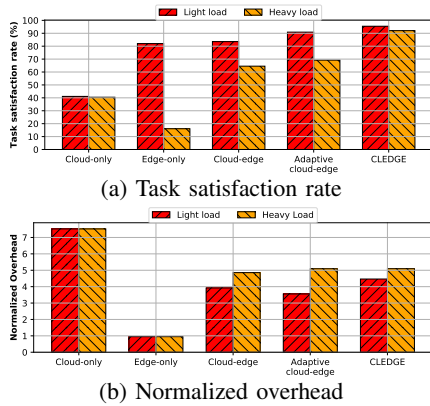 Light load Heavy load
Task satisfaction rate (%)
100
90
80
70
60
50
40
30
20
10
0
Cloud-only Edge-only Cloud-edge Adaptive cloud-edge CLEDGE
(a) Task satisfaction rate
Light load Heavy Load
Normalized Overhead
7
6
5
4
3
2
1
0
Cloud-only Edge-only Cloud-edge Adaptive cloud-edge CLEDGE
(b) Normalized overhead